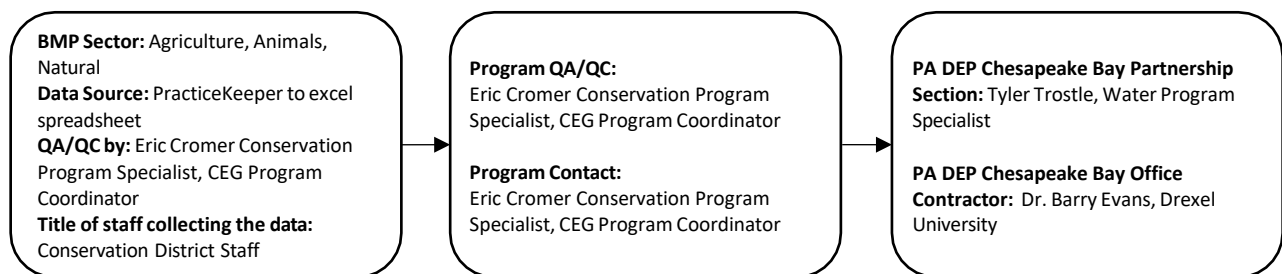 BMP Sector: Agriculture, Animals,
Natural
Data Source: PracticeKeeper to excel
spreadsheet
QA/QC by: Eric Cromer Conservation
Program Specialist, CEG Program
Coordinator
Title of staff collecting the data:
Conservation District Staff
Program QA/QC:
Eric Cromer Conservation Program
Specialist, CEG Program Coordinator
Program Contact:
Eric Cromer Conservation Program
Specialist, CEG Program Coordinator
PA DEP Chesapeake Bay Partnership
Section: Tyler Trostle, Water Program
Specialist
PA DEP Chesapeake Bay Office
Contractor: Dr. Barry Evans, Drexel
University